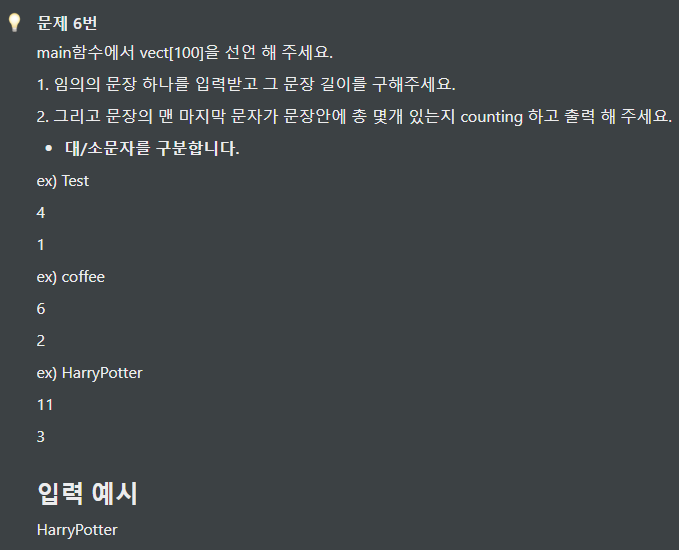 문제 6번
main함수에서 vect[100]을 선언 해 주세요.
1. 임의의 문장 하나를 입력받고 그 문장 길이를 구해주세요.
2. 그리고 문장의 맨 마지막 문자가 문장안에 총 몇개 있는지 counting 하고 출력 해 주세요.
• 대/소문자를 구분합니다.
ex) Test
4
1
ex) coffee
6
2
ex) HarryPotter
11
3
입력 예시
HarryPotter